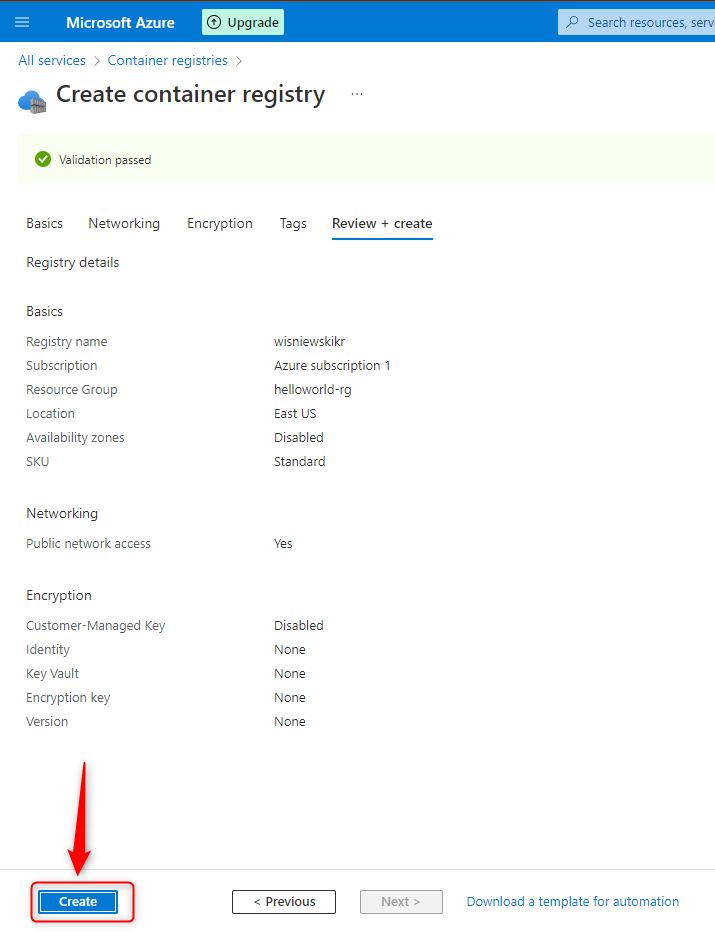 Microsoft Azure Upgrade Search resources, serv
All services > Container registries >
Create container registry ...
Validation passed
Basics Networking Encryption Tags Review + create
Registry details
Basics
Registry name wisniewskikr
Subscription Azure subscription 1
Resource Group helloworld-rg
Location East US
Availability zones Disabled
SKU Standard
Networking
Public network access Yes
Encryption
Customer-Managed Key Disabled
Identity None
Key Vault None
Encryption key None
Version None
Create < Previous Next > Download a template for automation